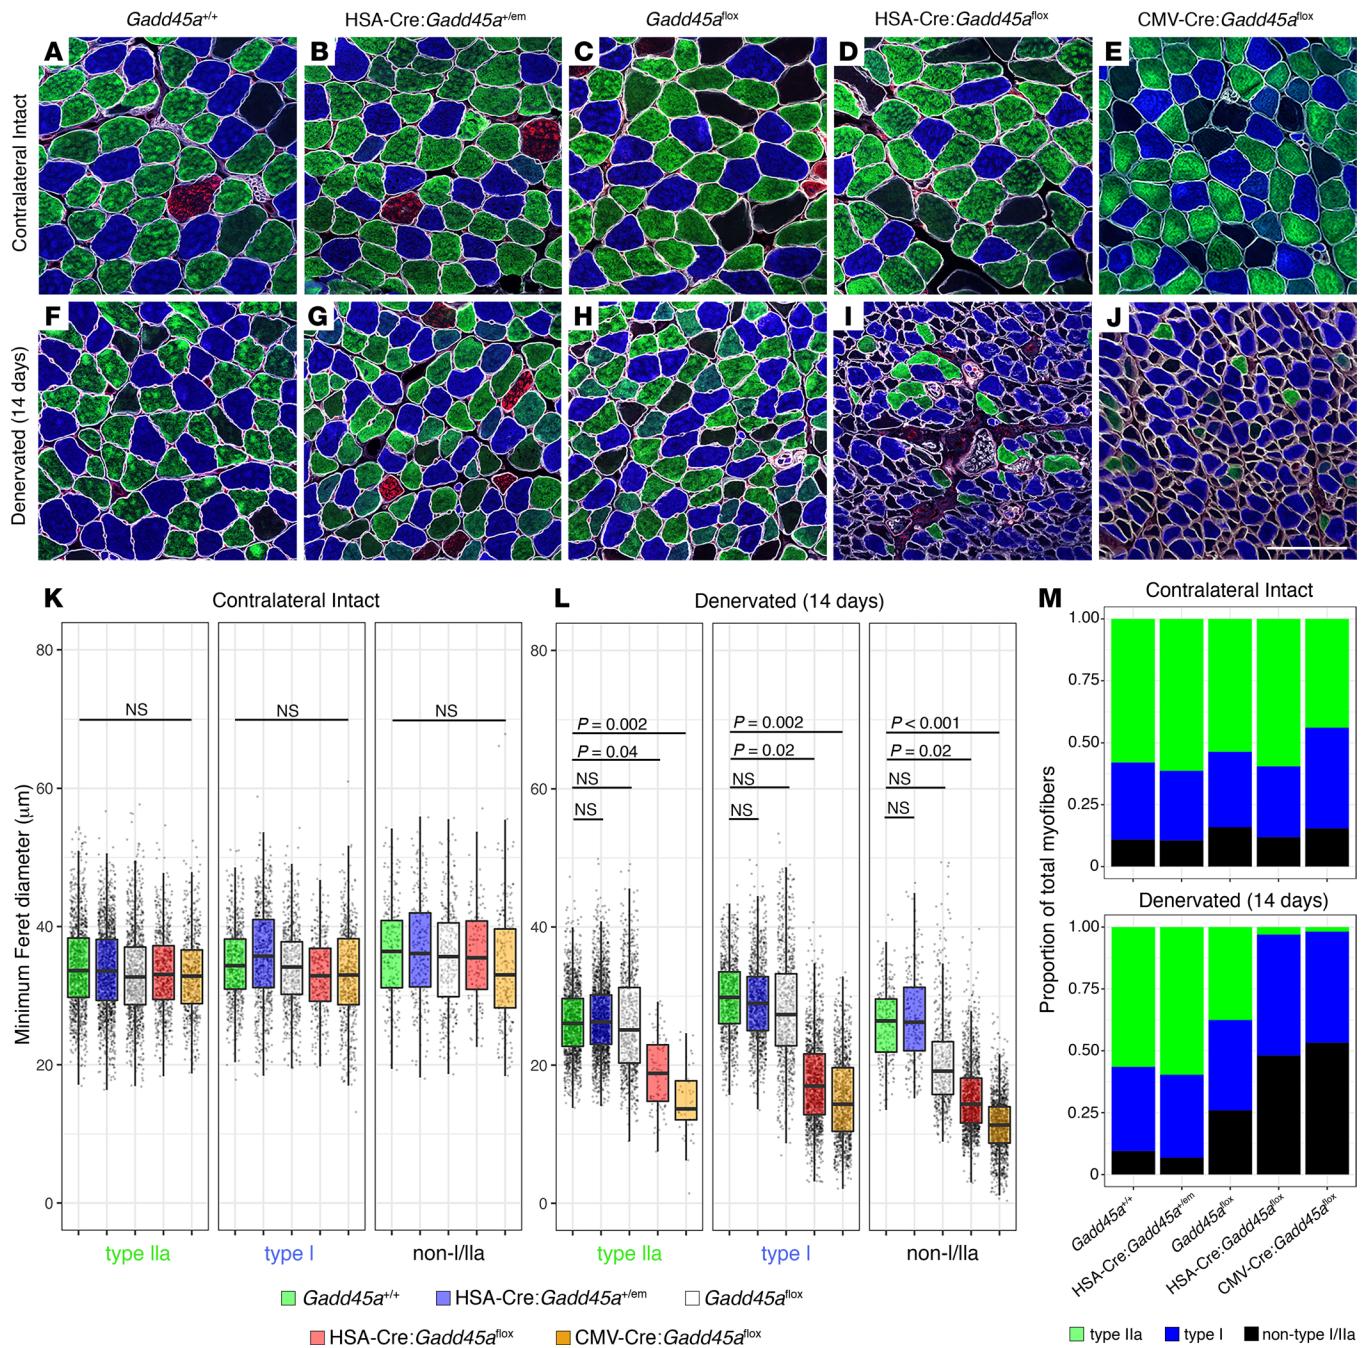 Gadd45a+/+ HSA-Cre:Gadd45a+/em Gadd45aflox HSA-Cre:Gadd45aflox CMV-Cre:Gadd45aflox
A B C D E
Contralateral Intact
F G H I J
Denervated (14 days)
K Contralateral Intact
Minimum Feret diameter (μm)
80
60
40
20
0
NS NS NS
type IIa type I non-I/IIa
L Denervated (14 days)
80
60
40
20
0
P = 0.002 P = 0.002 P < 0.001
P = 0.04 P = 0.02 P = 0.02
NS NS NS
NS NS NS
type IIa type I non-I/IIa
Gadd45a+/+ HSA-Cre:Gadd45a+/em Gadd45aflox
HSA-Cre:Gadd45aflox CMV-Cre:Gadd45aflox
M Contralateral Intact
Proportion of total myofibers
1.00
0.75
0.50
0.25
0
Denervated (14 days)
1.00
0.75
0.50
0.25
0
Gadd45a+/+
HSA-Cre:Gadd45a+/em
Gadd45aflox
HSA-Cre:Gadd45aflox
CMV-Cre:Gadd45aflox
type IIa type I non-type I/IIa